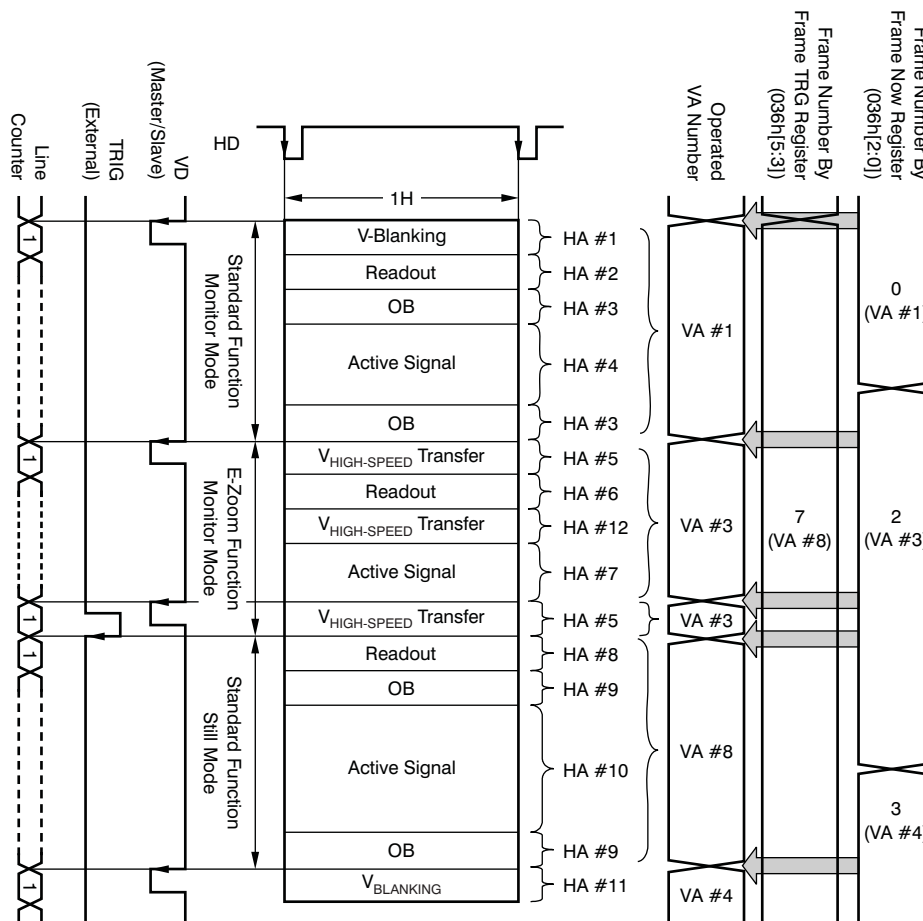 Line
Counter
TRIG
(External)
VD
(Master/Slave)
HD
1H
Operated
VA Number
Frame Number By
Frame TRG Register
(036h[5:3])
Frame Number By
Frame Now Register
(036h[2:0])
1
1
1
1
1
Standard Function
Monitor Mode
E-Zoom Function
Monitor Mode
Standard Function
Still Mode
V-Blanking
Readout
OB
Active Signal
OB
VHIGH-SPEED Transfer
Readout
VHIGH-SPEED Transfer
Active Signal
VHIGH-SPEED Transfer
Readout
OB
Active Signal
OB
VBLANKING
HA #1
HA #2
HA #3
HA #4
HA #3
HA #5
HA #6
HA #12
HA #7
HA #5
HA #8
HA #9
HA #10
HA #9
HA #11
VA #1
VA #3
VA #3
VA #8
VA #4
7
(VA #8)
0
(VA #1)
2
(VA #3)
3
(VA #4)